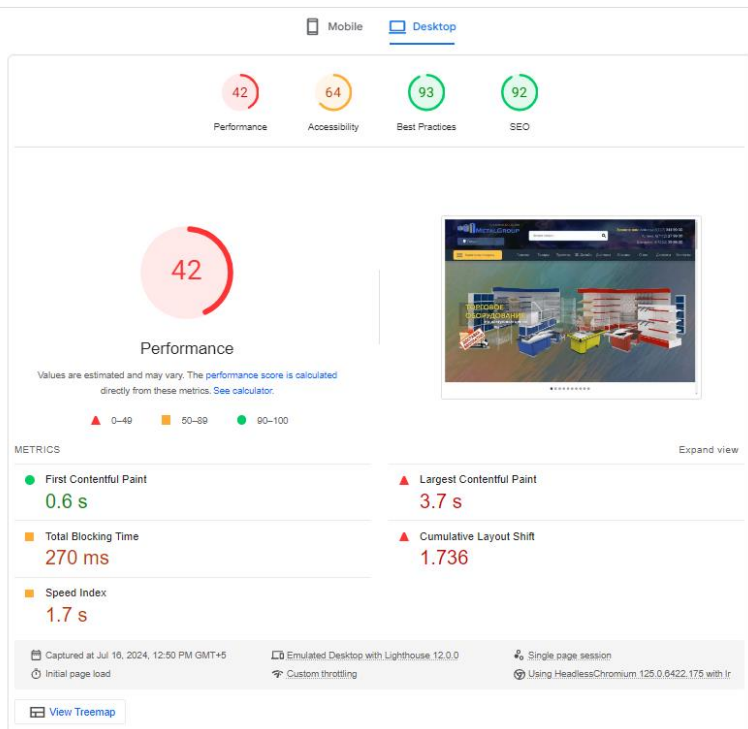 Mobile
Desktop
42
64
93
92
Performance
Accessibility
Best Practices
SEO
42
Performance
Values are estimated and may vary. The performance score is calculated
directly from these metrics. See calculator.
0–49
50–89
90–100
METALGROUP
ТОРГОВОЕ
ОБОРУДОВАНИЕ
METRICS
Expand view
First Contentful Paint
0.6 s
Largest Contentful Paint
3.7 s
Total Blocking Time
270 ms
Cumulative Layout Shift
1.736
Speed Index
1.7 s
Captured at Jul 16, 2024, 12:50 PM GMT+5
Emulated Desktop with Lighthouse 12.0.0
Single page session
Initial page load
Custom throttling
Using HeadlessChromium 125.0.6422.175 with lr
View Treemap